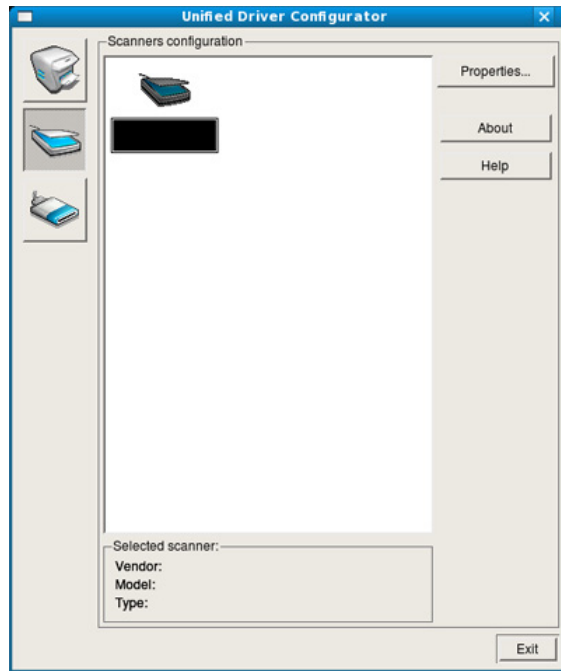 Unified Driver Configurator
Scanners configuration
Properties...
About
Help
Selected scanner:
Vendor:
Model:
Type:
Exit